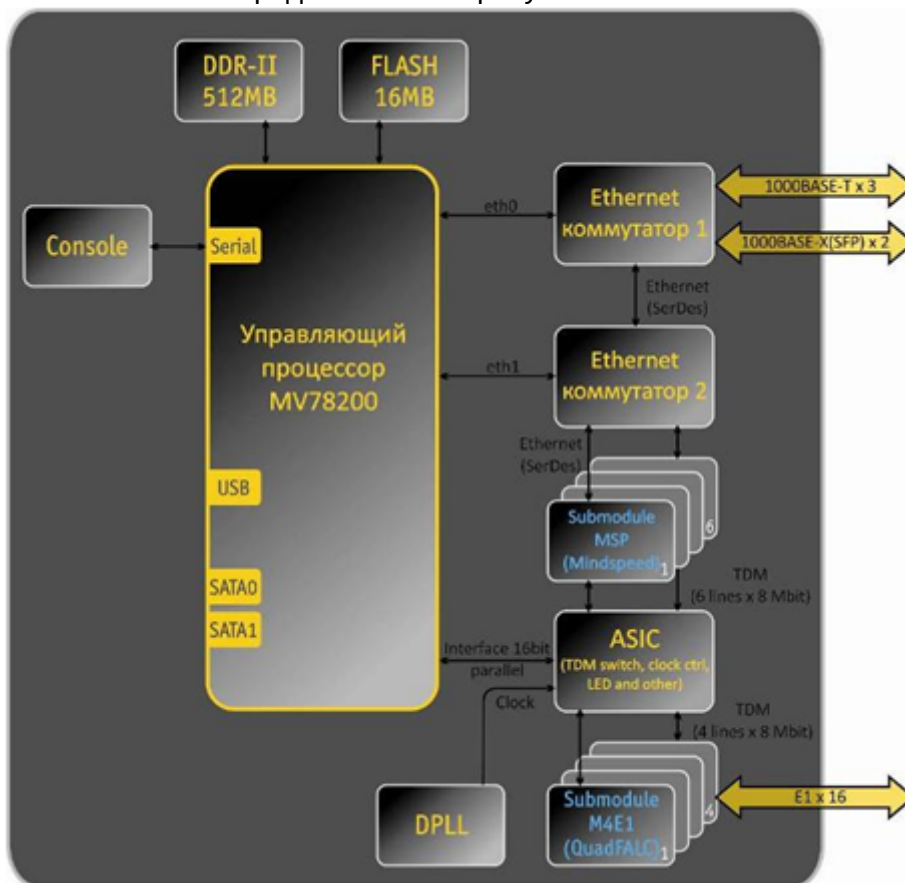 DDR-II
512MB
FLASH
16MB
Console
Serial
Управляющий
процессор
MV78200
USB
SATA0
SATA1
eth0
Ethernet
коммутатор 1
1000BASE-T x 3
1000BASE-X(SFP) x 2
Ethernet
(SerDes)
eth1
Ethernet
коммутатор 2
Ethernet
(SerDes)
Submodule
MSP
(Mindspeed)
1
6
TDM
(6 lines x 8 Mbit)
Interface 16bit
parallel
ASIC
(TDM switch, clock ctrl,
LED and other)
Clock
TDM
(4 lines x 8 Mbit)
DPLL
Submodule
M4E1
(QuadFALC)
1
4
E1 x 16